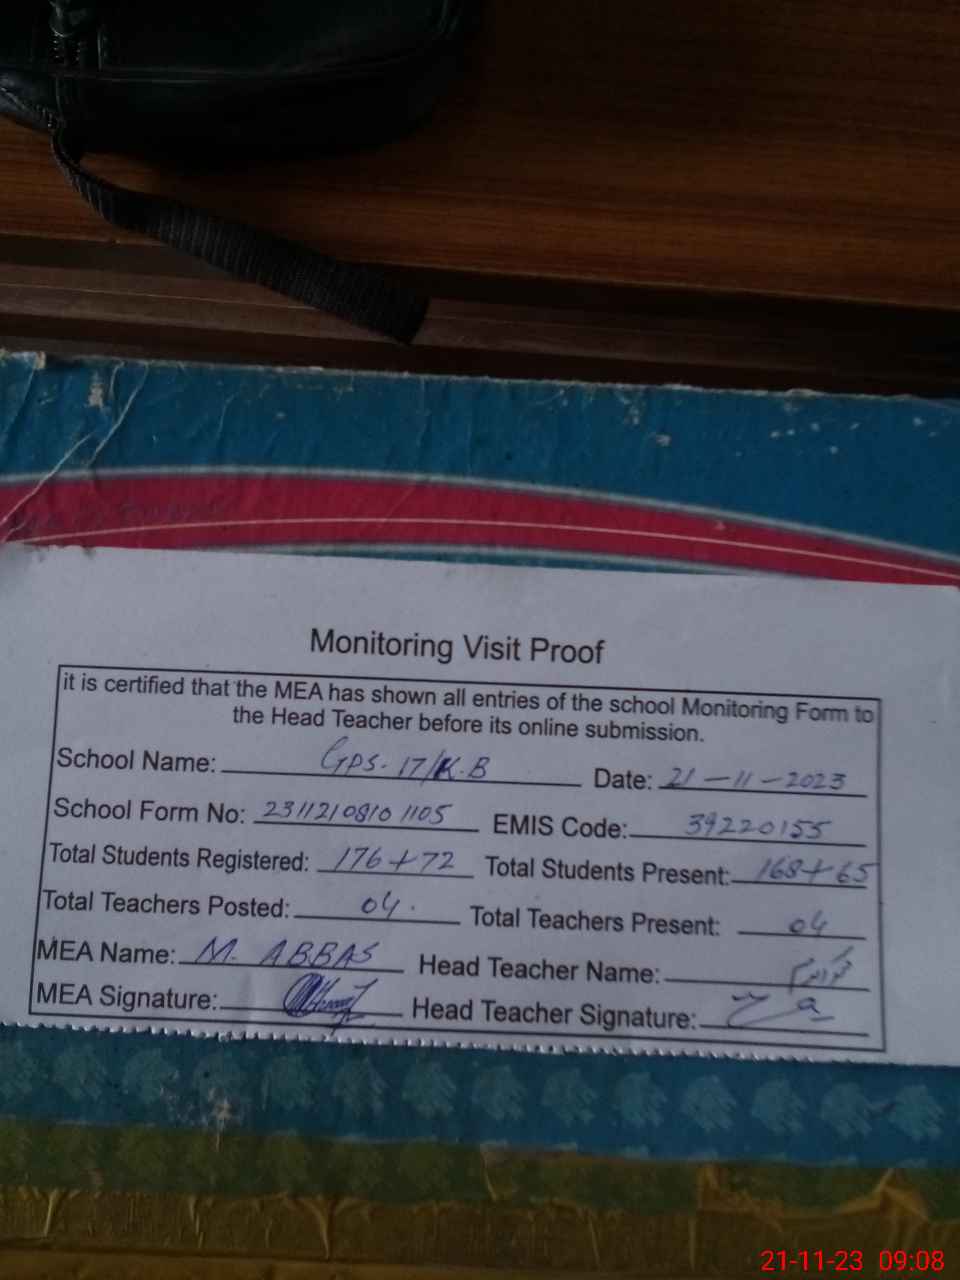 Monitoring Visit Proof
it is certified that the MEA has shown all entries of the school Monitoring Form to
the Head Teacher before its online submission.
School Name: GPS-17/K.B Date: 21-11-2023
School Form No: 23112108101105 EMIS Code: 39220155
Total Students Registered: 176+72 Total Students Present: 168+65
Total Teachers Posted: 04. Total Teachers Present: 04
MEA Name: M. ABBAS Head Teacher Name:
MEA Signature: Head Teacher Signature:
21-11-23 09:08